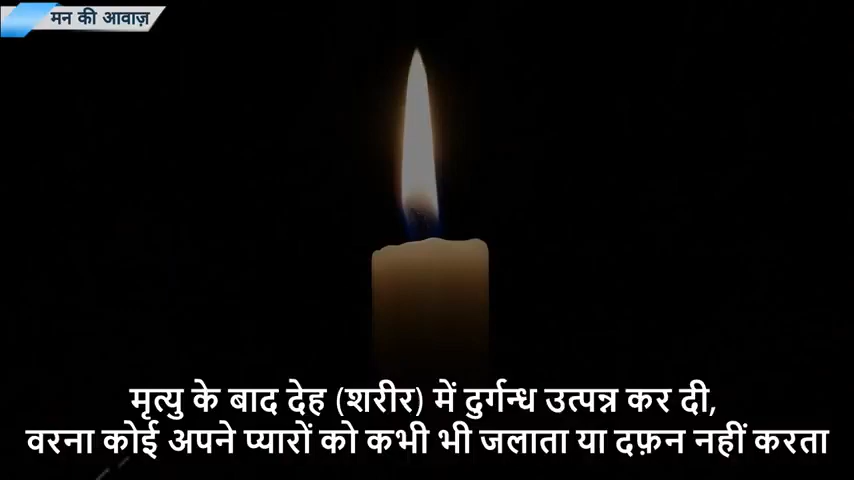 मन की आवाज़
मृत्यु के बाद देह (शरीर) में दुर्गन्ध उत्पन्न कर दी,
वरना कोई अपने प्यारों को कभी भी जलाता या दफ़न नहीं करता